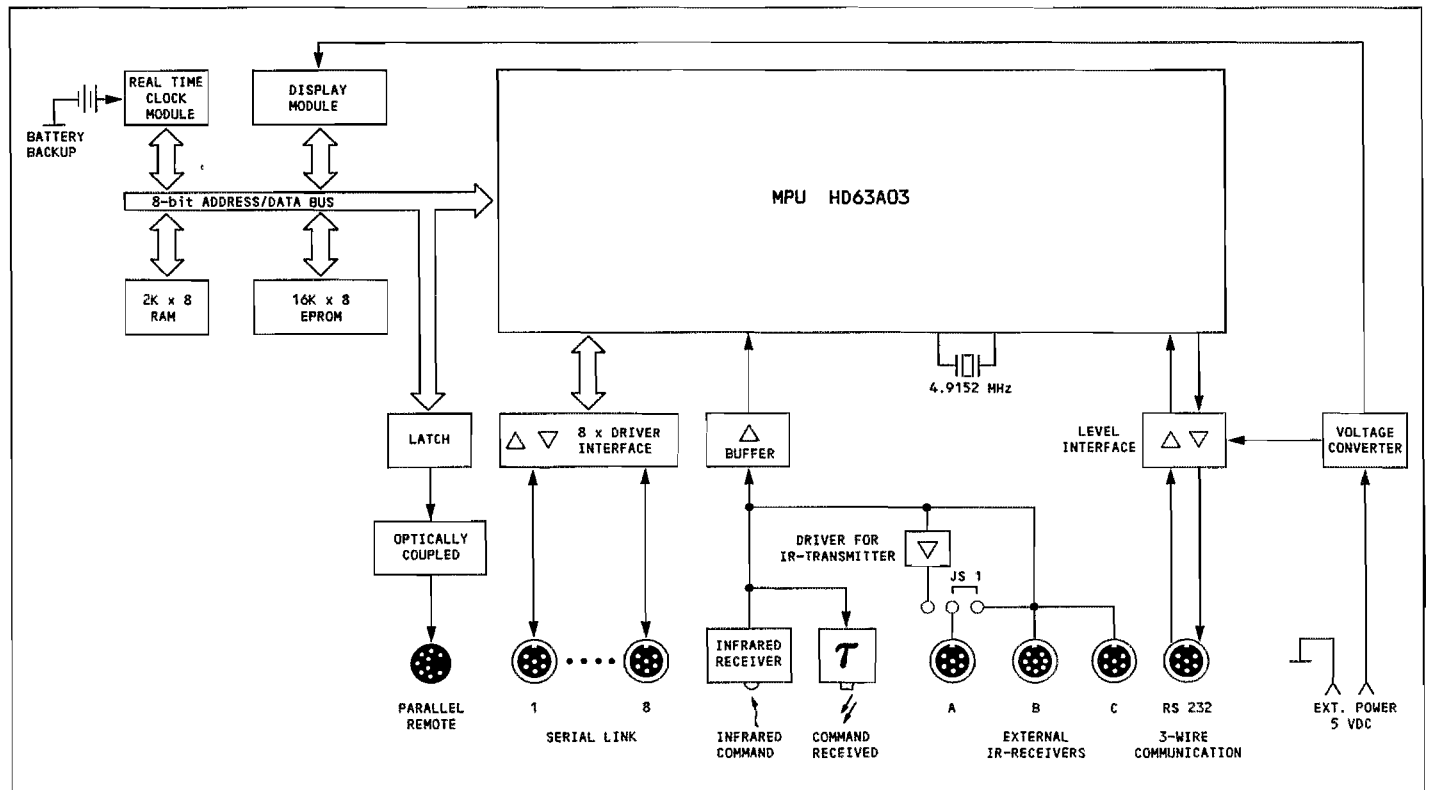 REAL TIME
CLOCK
MODULE
DISPLAY
MODULE
BATTERY
BACKUP
MPU HD63A03
8-bit ADDRESS/DATA BUS
2K x 8
RAM
16K x 8
EPROM
4.9152 MHz
LATCH
8 x DRIVER
INTERFACE
BUFFER
LEVEL
INTERFACE
VOLTAGE
CONVERTER
OPTICALLY
COUPLED
DRIVER FOR
IR-TRANSMITTER
JS 1
INFRARED
RECEIVER
τ
PARALLEL
REMOTE
1
8
SERIAL LINK
INFRARED
COMMAND
COMMAND
RECEIVED
A
B
C
EXTERNAL
IR-RECEIVERS
RS 232
3-WIRE
COMMUNICATION
EXT. POWER
5 VDC